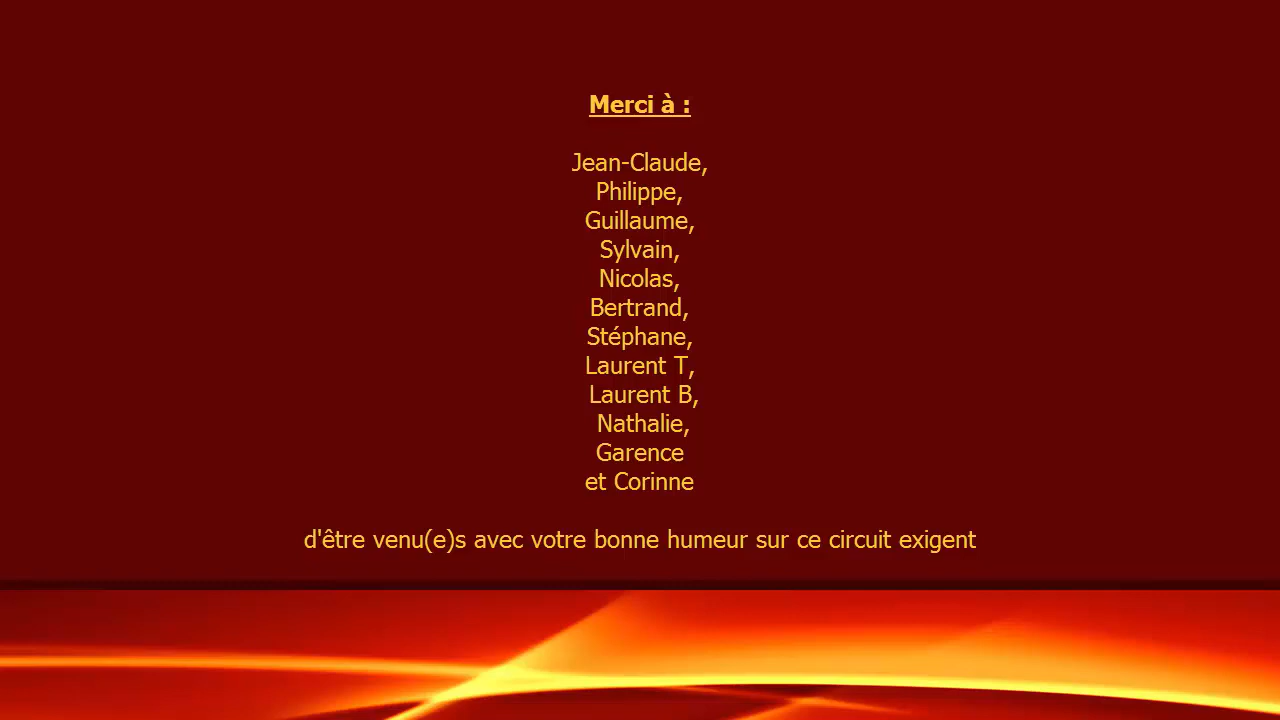 Merci à :
Jean-Claude,
Philippe,
Guillaume,
Sylvain,
Nicolas,
Bertrand,
Stéphane,
Laurent T,
Laurent B,
Nathalie,
Garence
et Corinne
d'être venu(e)s avec votre bonne humeur sur ce circuit exigent